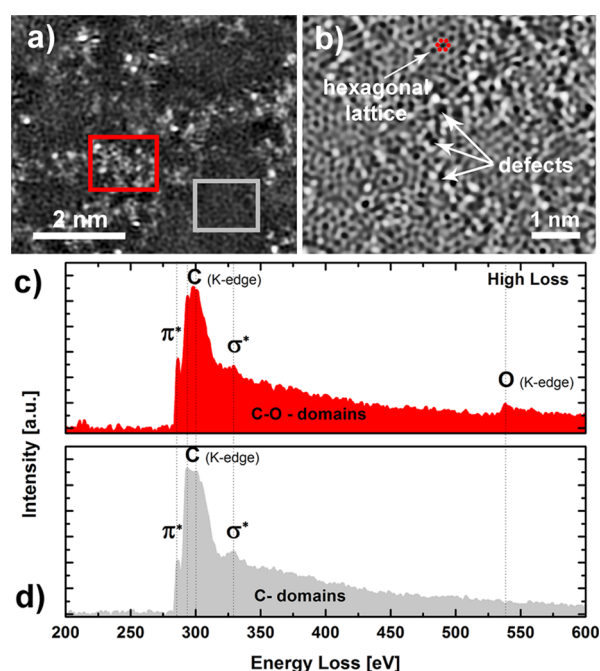 a)
2 nm
b)
hexagonal
lattice
defects
1 nm
c)
C (K-edge)
High Loss
π*
σ*
O (K-edge)
C-O - domains
Intensity [a.u.]
C (K-edge)
π*
σ*
d)
C- domains
200 250 300 350 400 450 500 550 600
Energy Loss [eV]